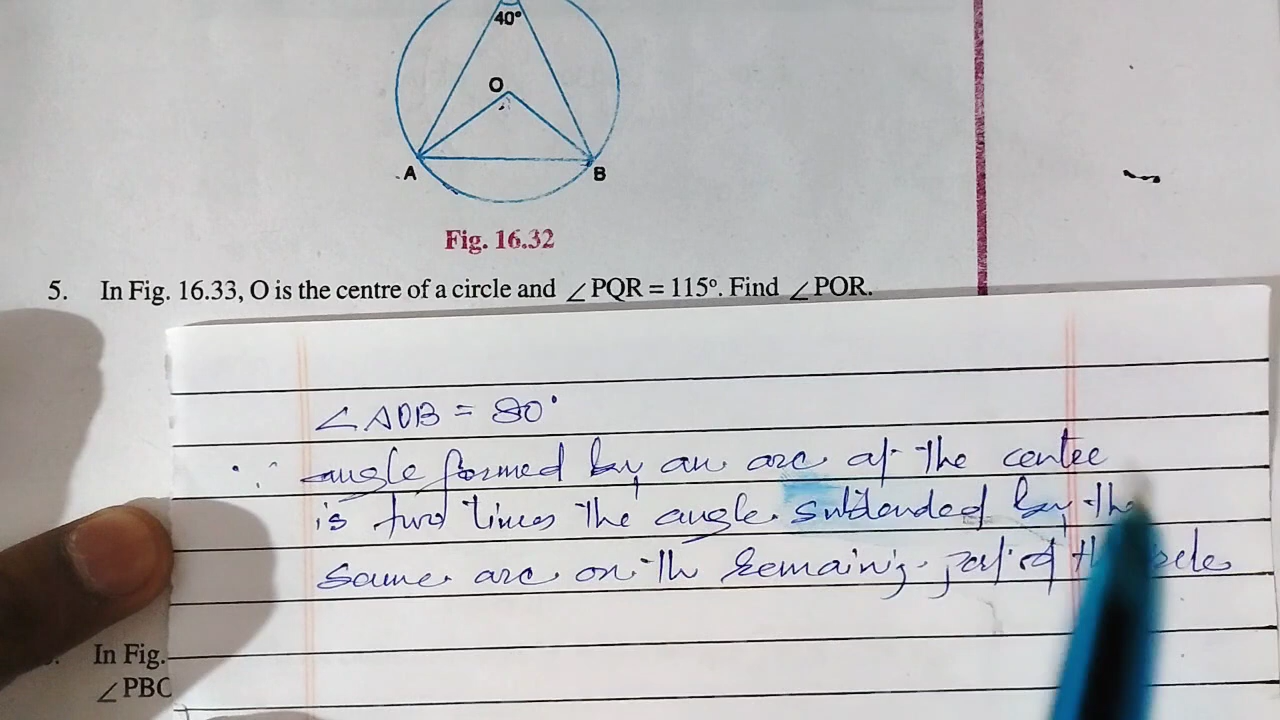 40°
O
A
B
Fig. 16.32
5. In Fig. 16.33, O is the centre of a circle and ∠PQR = 115°. Find ∠POR.
∠AOB = 80°
∵ angle formed by an arc at the centre
is two times the angle subtended by the
same arc on the remaining part of the
In Fig.
∠PBC